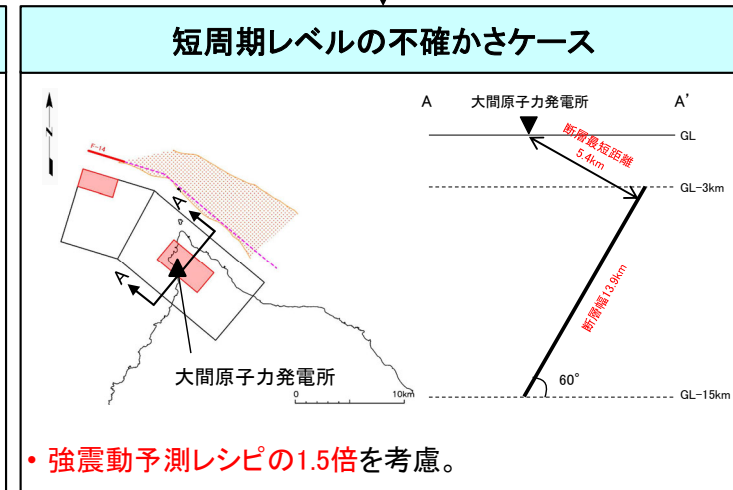 短周期レベルの不確かさケース
F-14
A
A
大間原子力発電所
0
10km
A
大間原子力発電所
A’
GL
断層最短距離
5.4km
GL-3km
断層幅13.9km
60°
GL-15km
• 強震動予測レシピの1.5倍を考慮。